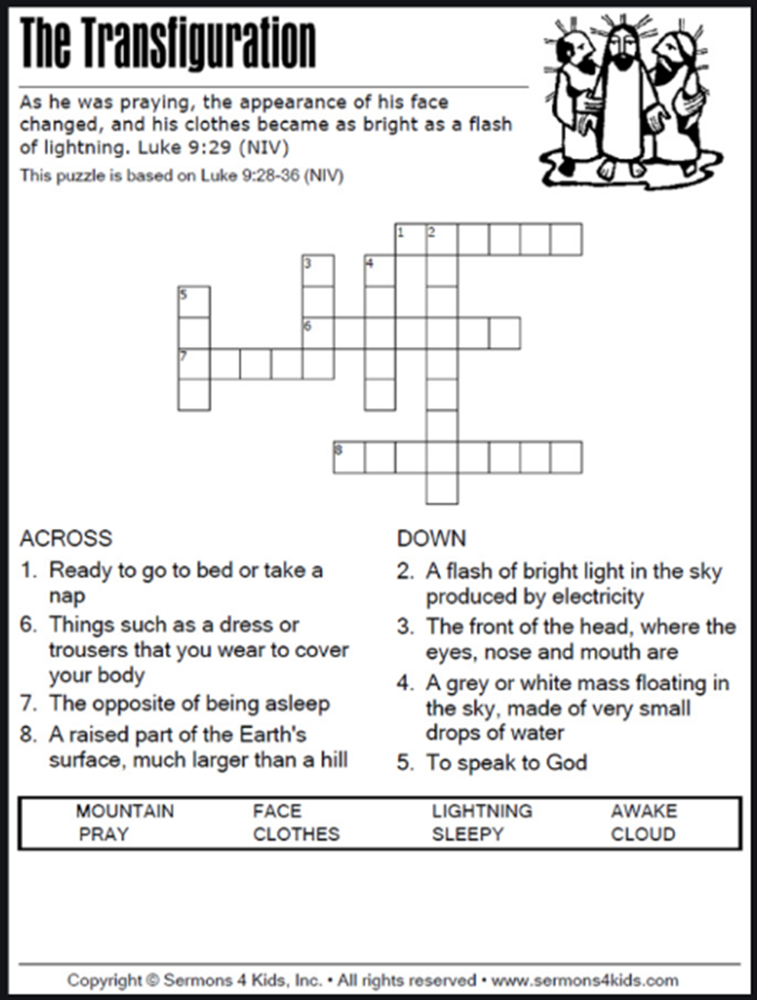 The Transfiguration
As he was praying, the appearance of his face
changed, and his clothes became as bright as a flash
of lightning. Luke 9:29 (NIV)
This puzzle is based on Luke 9:28-36 (NIV)
1 2
3 4
5
6
7
8
ACROSS
1. Ready to go to bed or take a
nap
6. Things such as a dress or
trousers that you wear to cover
your body
7. The opposite of being asleep
8. A raised part of the Earth's
surface, much larger than a hill
DOWN
2. A flash of bright light in the sky
produced by electricity
3. The front of the head, where the
eyes, nose and mouth are
4. A grey or white mass floating in
the sky, made of very small
drops of water
5. To speak to God
MOUNTAIN FACE LIGHTNING AWAKE
PRAY CLOTHES SLEEPY CLOUD
Copyright © Sermons 4 Kids, Inc. • All rights reserved • www.sermons4kids.com